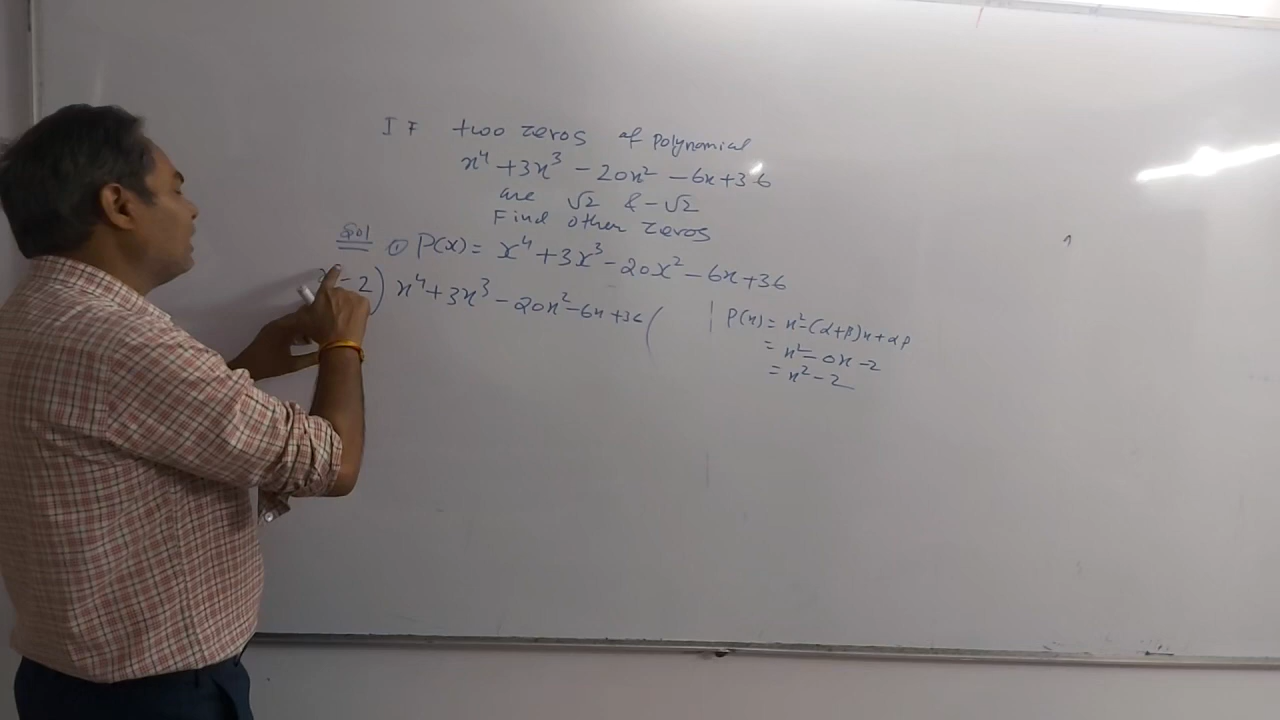 IF two zeros of Polynomial
x⁴ + 3x³ - 20x² - 6x + 36
are √2 & -√2
Find other zeros
Sol ① P(x) = x⁴ + 3x³ - 20x² - 6x + 36
- 2 ) x⁴ + 3x³ - 20x² - 6x + 36 (
P(x) = x² - (α+β)x + αβ
= x² - 0x - 2
= x² - 2